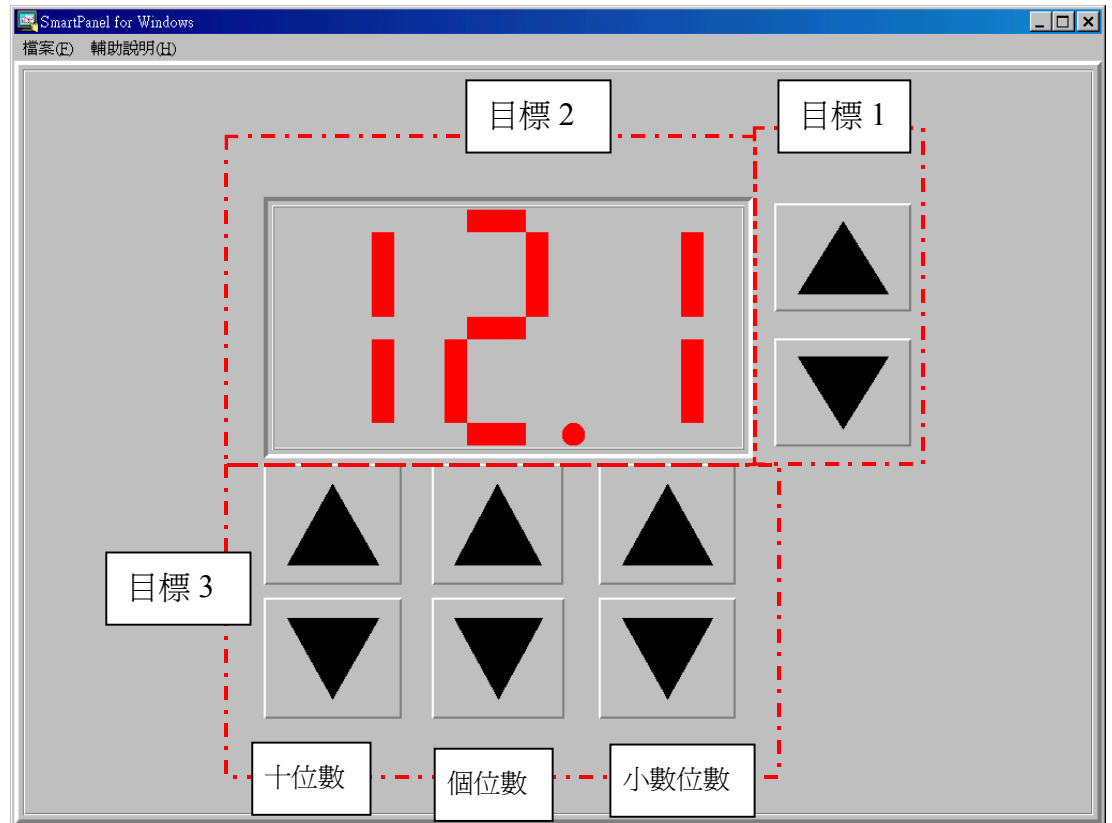 SmartPanel for Windows
檔案(F) 輔助說明(H)
目標 2
目標 1
12.1
目標 3
十位數
個位數
小數位數